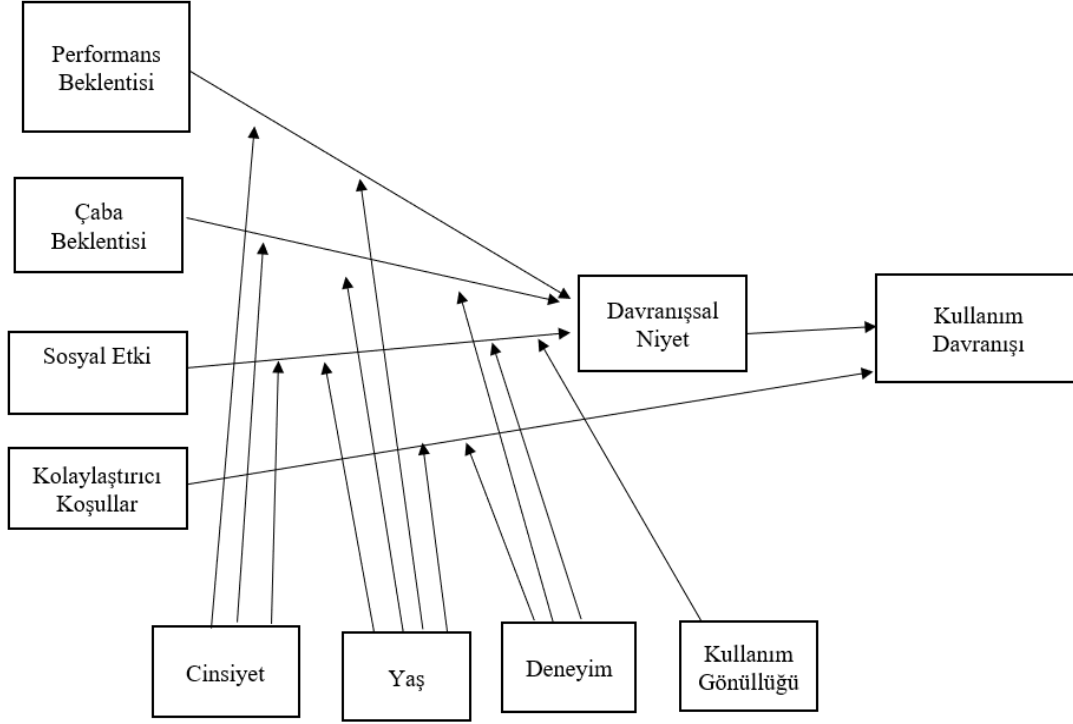 Performans
Beklentisi
Çaba
Beklentisi
Sosyal Etki
Kolaylaştırıcı
Koşullar
Davranışsal
Niyet
Kullanım
Davranışı
Cinsiyet
Yaş
Deneyim
Kullanım
Gönüllüğü